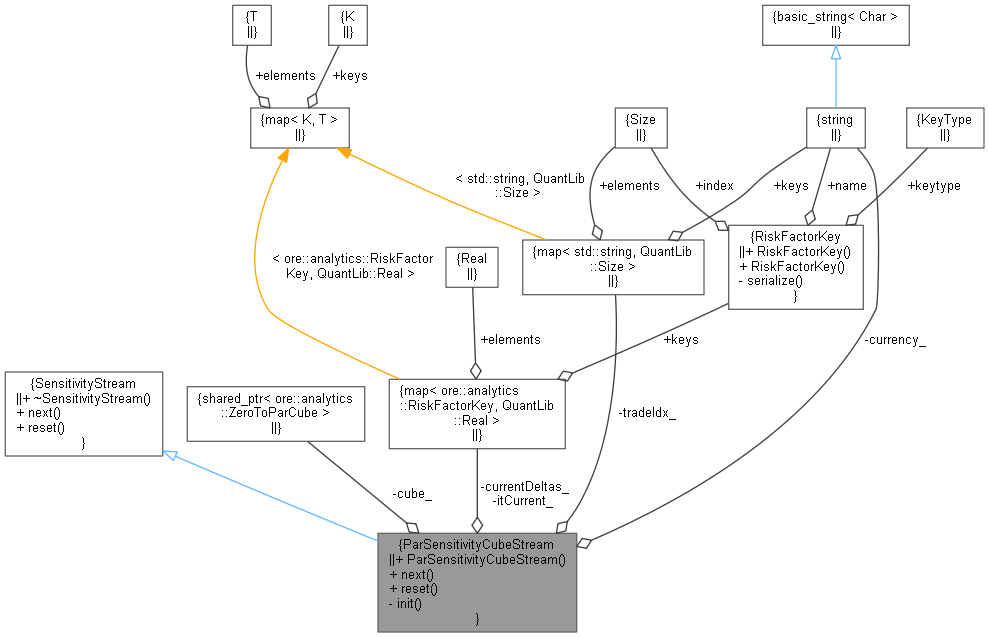 {T
||}
{K
||}
{basic_string< Char >
||}
+elements
+keys
{map< K, T >
||}
{Size
||}
{string
||}
{KeyType
||}
< std::string, QuantLib
::Size >
+elements
+index
+keys
+name
+keytype
{map< std::string, QuantLib
::Size >
||}
{RiskFactorKey
||+ RiskFactorKey()
+ RiskFactorKey()
- serialize()
}
< ore::analytics::RiskFactor
Key, QuantLib::Real >
{Real
||}
+elements
+keys
-currency_
{SensitivityStream
||+ ~SensitivityStream()
+ next()
+ reset()
}
{shared_ptr< ore::analytics
::ZeroToParCube >
||}
{map< ore::analytics
::RiskFactorKey, QuantLib
::Real >
||}
-tradeIdx_
-cube_
-currentDeltas_
-itCurrent_
{ParSensitivityCubeStream
||+ ParSensitivityCubeStream()
+ next()
+ reset()
- init()
}